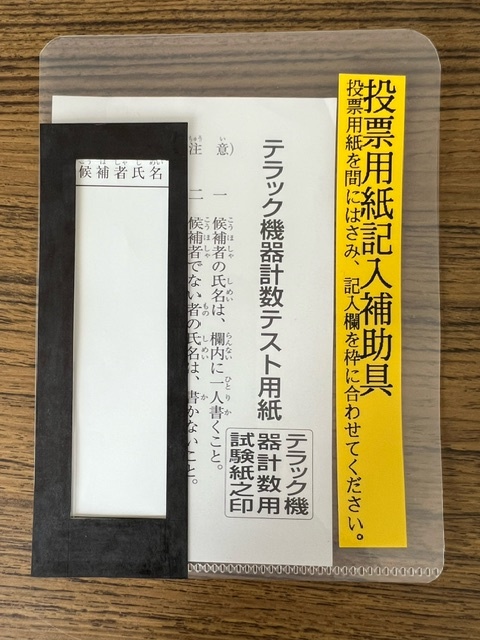 投票用紙記入補助具
投票用紙を間にはさみ、記入欄を枠に合わせてください。
テラック機器計数テスト用紙
テラック機
器計数用
試験紙之印
注意)
一 候補者の氏名は、欄内に一人書くこと。
二 候補者でない者の氏名は、書かないこと。
候補者氏名